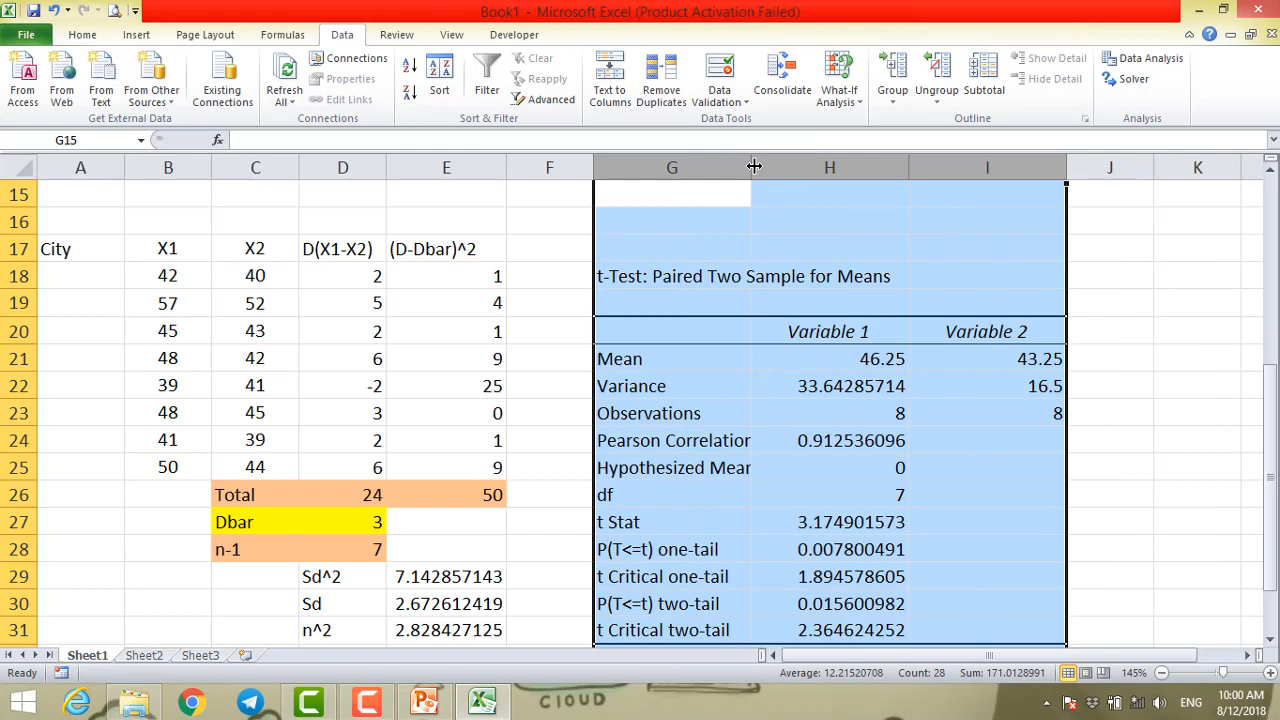 Book1 - Microsoft Excel (Product Activation Failed)
File Home Insert Page Layout Formulas Data Review View Developer
From Access
From Web
From Text
From Other Sources
Existing Connections
Get External Data
Refresh All
Connections
Properties
Edit Links
Connections
Sort
Filter
Clear
Reapply
Advanced
Sort & Filter
Text to Columns
Remove Duplicates
Data Validation
Consolidate
What-If Analysis
Data Tools
Group
Ungroup
Subtotal
Show Detail
Hide Detail
Outline
Data Analysis
Solver
Analysis
G15 fx
A B C D E F G H I J K
15
16
17 City X1 X2 D(X1-X2) (D-Dbar)^2
18 42 40 2 1 t-Test: Paired Two Sample for Means
19 57 52 5 4
20 45 43 2 1 Variable 1 Variable 2
21 48 42 6 9 Mean 46.25 43.25
22 39 41 -2 25 Variance 33.64285714 16.5
23 48 45 3 0 Observations 8 8
24 41 39 2 1 Pearson Correlation 0.912536096
25 50 44 6 9 Hypothesized Mear 0
26 Total 24 50 df 7
27 Dbar 3 t Stat 3.174901573
28 n-1 7 P(T<=t) one-tail 0.007800491
29 Sd^2 7.142857143 t Critical one-tail 1.894578605
30 Sd 2.672612419 P(T<=t) two-tail 0.015600982
31 n^2 2.828427125 t Critical two-tail 2.364624252
Sheet1 Sheet2 Sheet3
Ready Average: 12.21520708 Count: 28 Sum: 171.0128991 145%
CLOUD
ENG
10:00 AM
8/12/2018